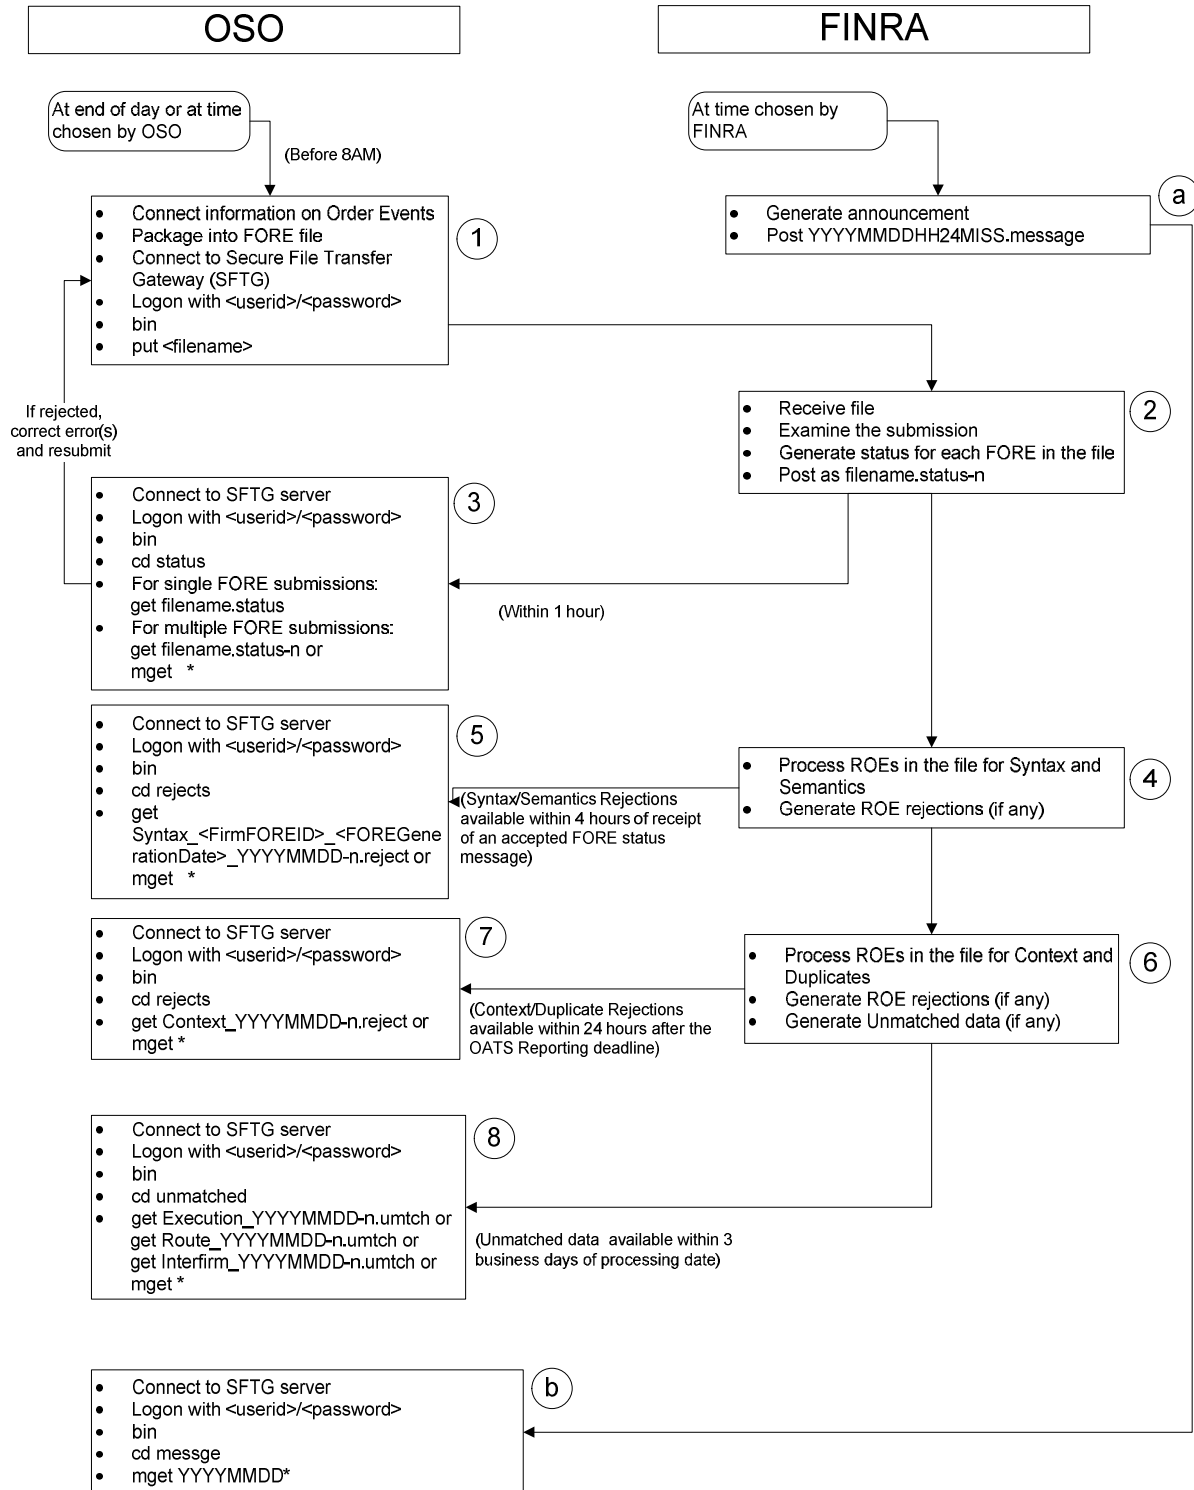 OSO
FINRA
At end of day or at time
chosen by OSO
(Before 8AM)
At time chosen by
FINRA
• Connect information on Order Events
• Package into FORE file
• Connect to Secure File Transfer
Gateway (SFTG)
• Logon with <userid>/<password>
• bin
• put <filename>
1
• Generate announcement
• Post YYYYMMDDHH24MISS.message
a
If rejected,
correct error(s)
and resubmit
• Receive file
• Examine the submission
• Generate status for each FORE in the file
• Post as filename.status-n
2
• Connect to SFTG server
• Logon with <userid>/<password>
• bin
• cd status
• For single FORE submissions:
get filename.status
• For multiple FORE submissions:
get filename.status-n or
mget *
3
(Within 1 hour)
• Process ROEs in the file for Syntax and
Semantics
• Generate ROE rejections (if any)
4
• Connect to SFTG server
• Logon with <userid>/<password>
• bin
• cd rejects
• get
Syntax_<FirmFOREID>_<FOREGene
rationDate>_YYYYMMDD-n.reject or
mget *
5
(Syntax/Semantics Rejections
available within 4 hours of receipt
of an accepted FORE status
message)
• Process ROEs in the file for Context and
Duplicates
• Generate ROE rejections (if any)
• Generate Unmatched data (if any)
6
• Connect to SFTG server
• Logon with <userid>/<password>
• bin
• cd rejects
• get Context_YYYYMMDD-n.reject or
mget *
7
(Context/Duplicate Rejections
available within 24 hours after the
OATS Reporting deadline)
• Connect to SFTG server
• Logon with <userid>/<password>
• bin
• cd unmatched
• get Execution_YYYYMMDD-n.umtch or
get Route_YYYYMMDD-n.umtch or
get Interfirm_YYYYMMDD-n.umtch or
mget *
8
(Unmatched data available within 3
business days of processing date)
• Connect to SFTG server
• Logon with <userid>/<password>
• bin
• cd messge
• mget YYYYMMDD*
b